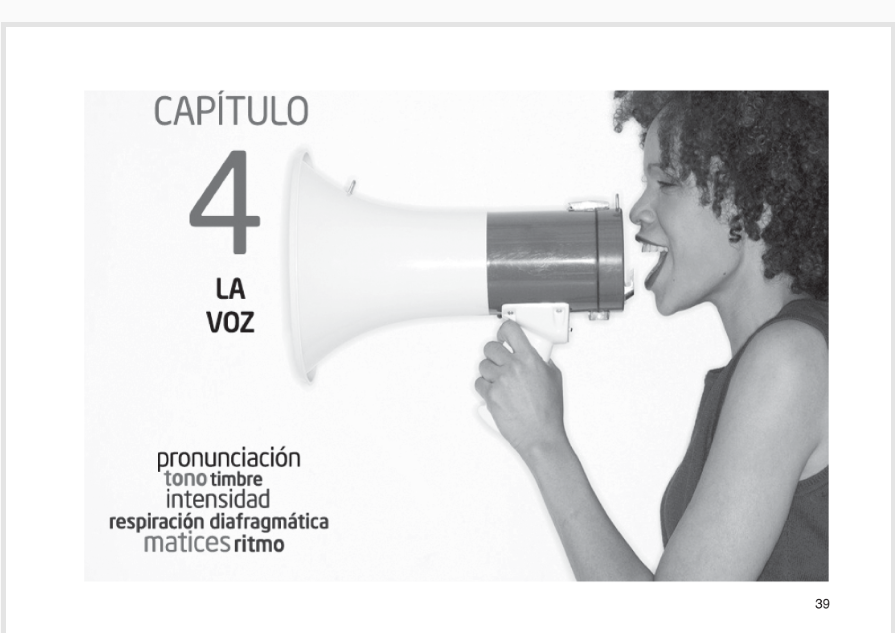 CAPÍTULO
4
LA
VOZ
pronunciación
tono timbre
intensidad
respiración diafragmática
matices ritmo
39